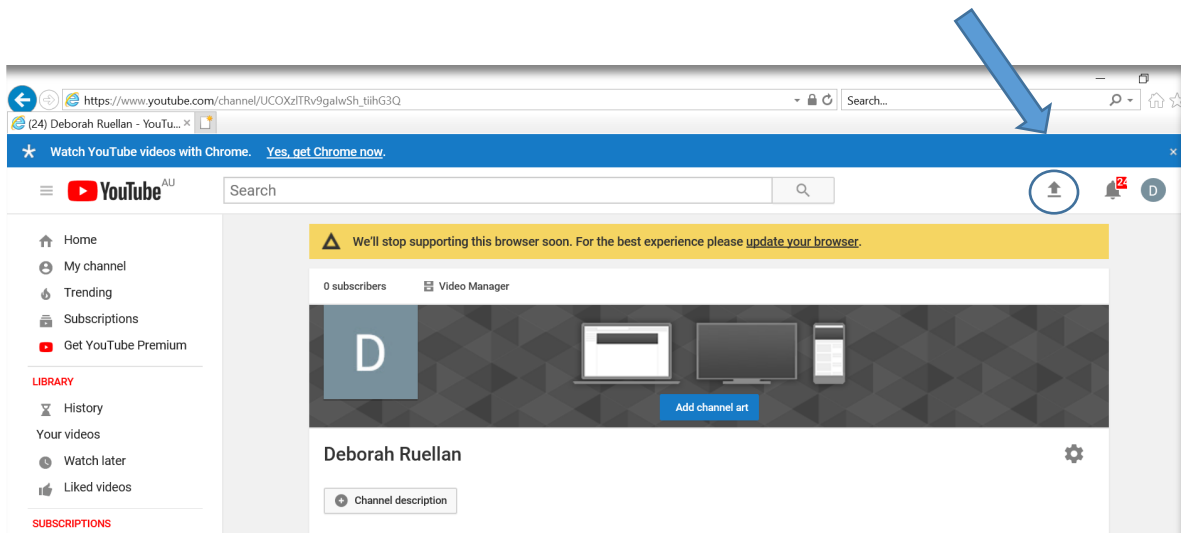 https://www.youtube.com/channel/UCOXzlTRv9galwSh_tiihG3Q
Search...
(24) Deborah Ruellan - YouTu...
Watch YouTube videos with Chrome. Yes, get Chrome now.
YouTube AU
Search
24
D
Home
My channel
Trending
Subscriptions
Get YouTube Premium
LIBRARY
History
Your videos
Watch later
Liked videos
SUBSCRIPTIONS
We'll stop supporting this browser soon. For the best experience please update your browser.
0 subscribers Video Manager
D
Add channel art
Deborah Ruellan
Channel description